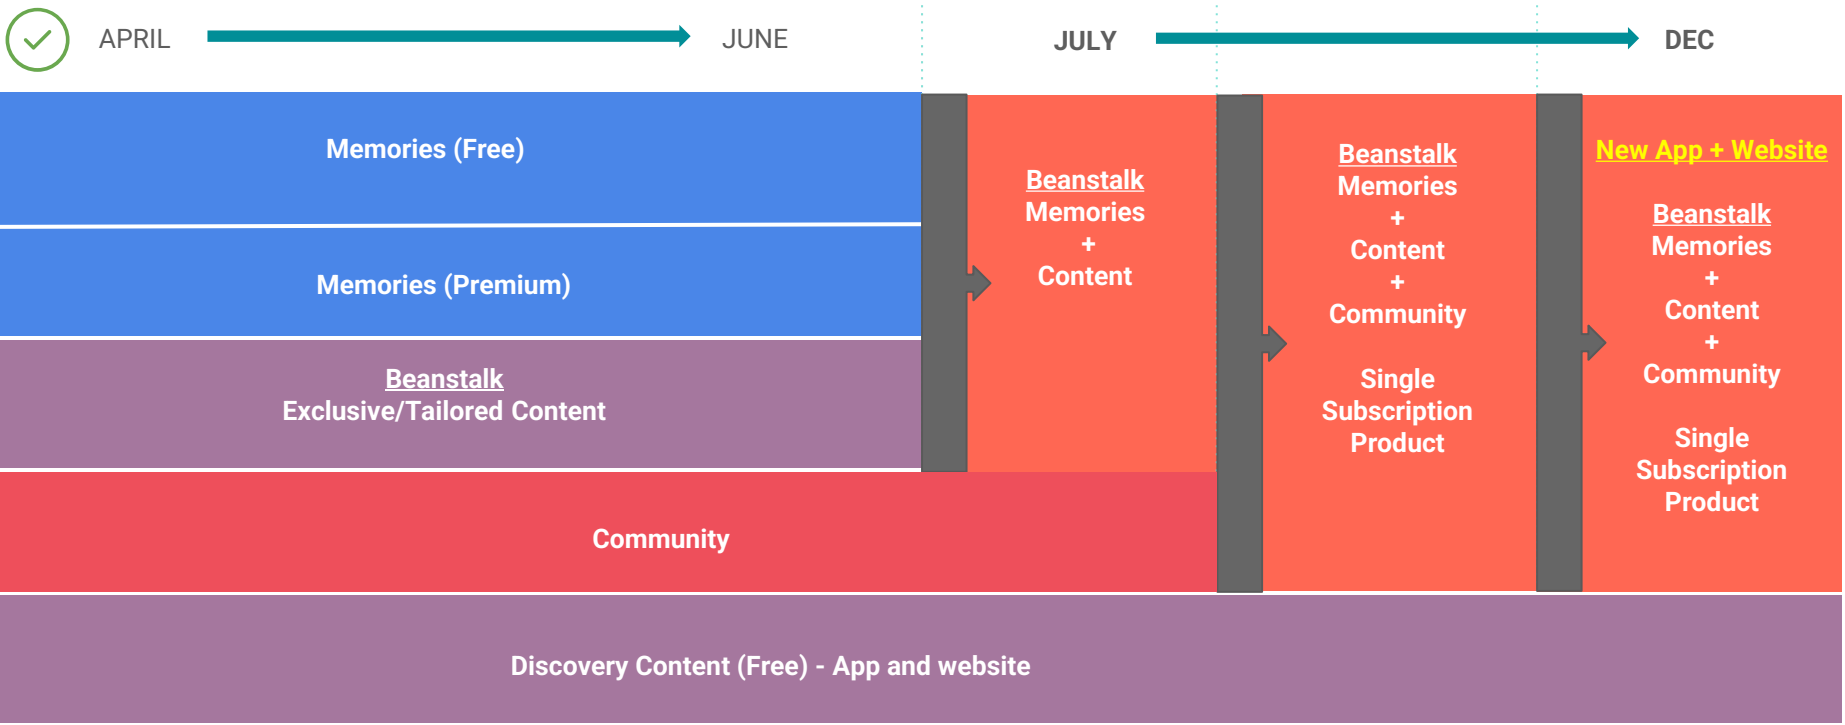 APRIL
JUNE
JULY
DEC
Memories (Free)
Memories (Premium)
Beanstalk
Exclusive/Tailored Content
Community
Beanstalk
Memories
+
Content
Beanstalk
Memories
+
Content
+
Community
Single
Subscription
Product
New App + Website
Beanstalk
Memories
+
Content
+
Community
Single
Subscription
Product
Discovery Content (Free) - App and website